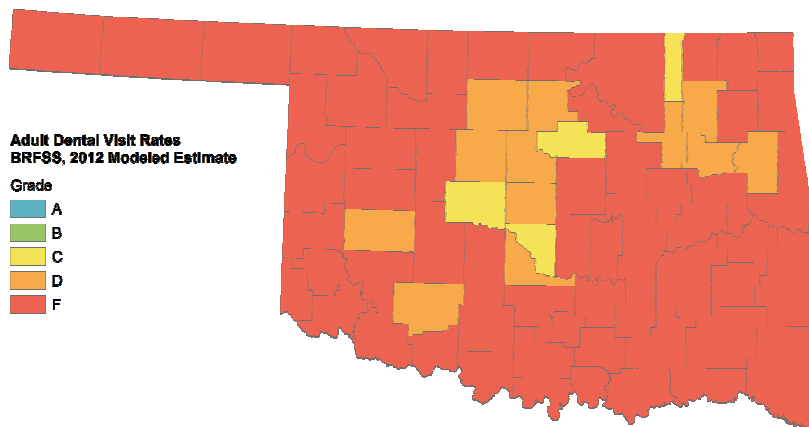 Adult Dental Visit Rates
BRFSS, 2012 Modeled Estimate
Grade
A
B
C
D
F